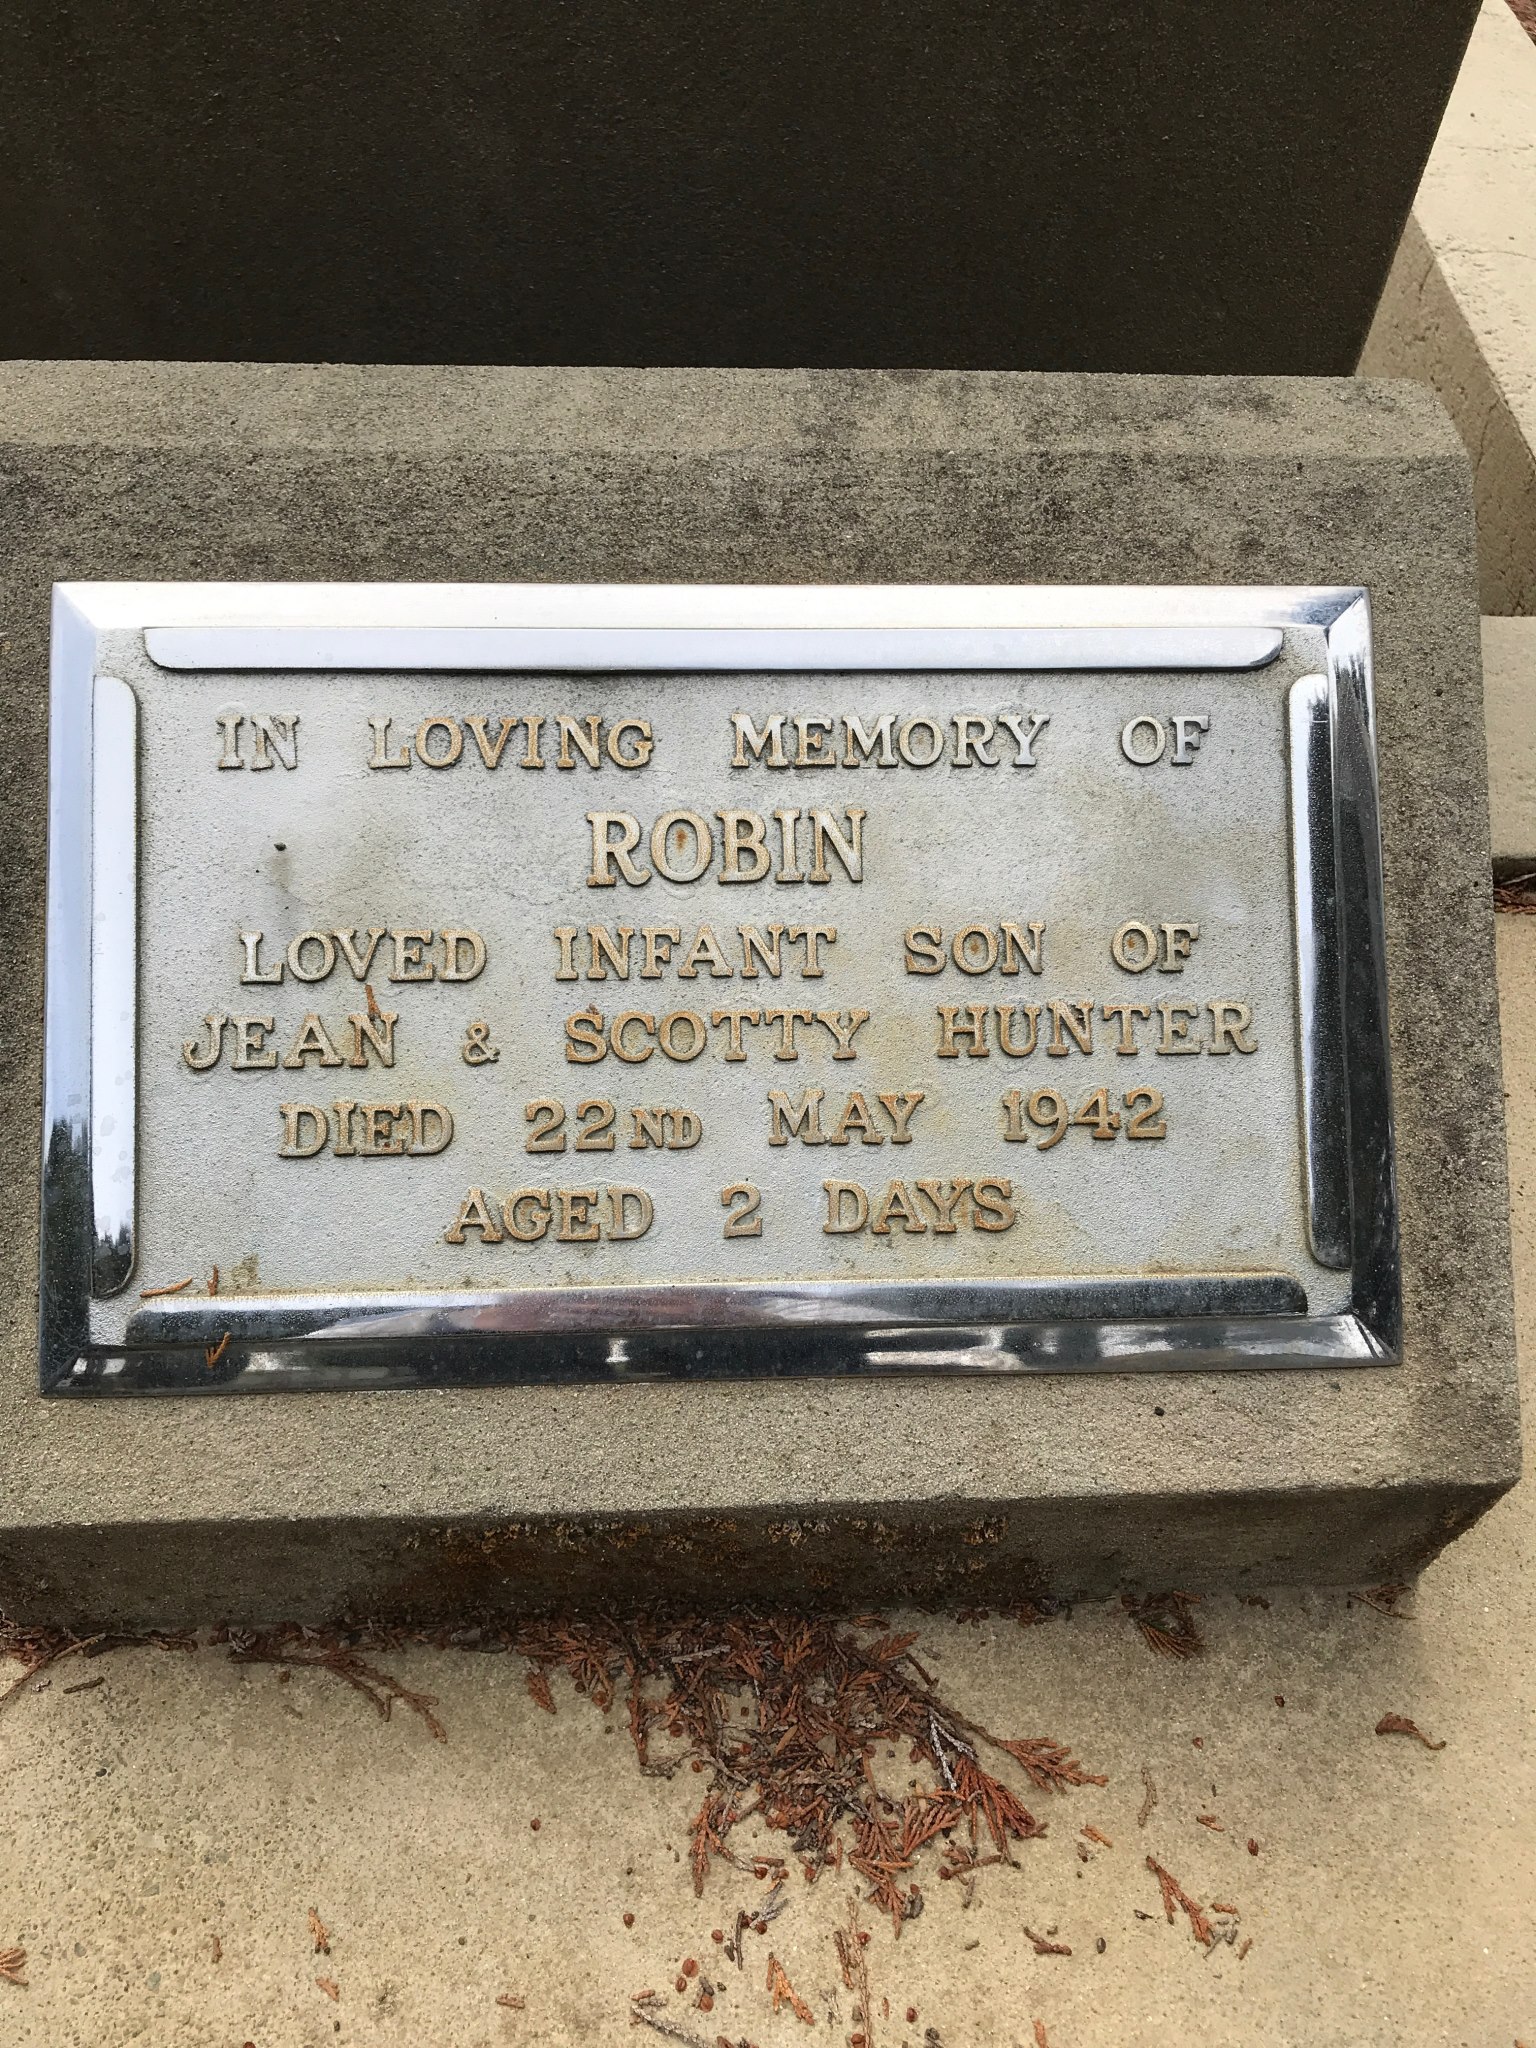 IN LOVING MEMORY OF
ROBIN
LOVED INFANT SON OF
JEAN & SCOTTY HUNTER
DIED 22ND MAY 1942
AGED 2 DAYS